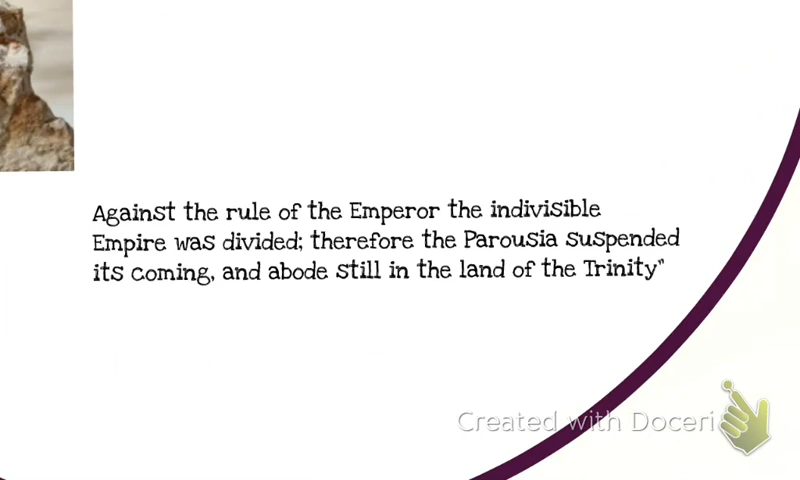 Against the rule of the Emperor the indivisible
Empire was divided; therefore the Parousia suspended
its coming, and abode still in the land of the Trinity"
Created with Doceri